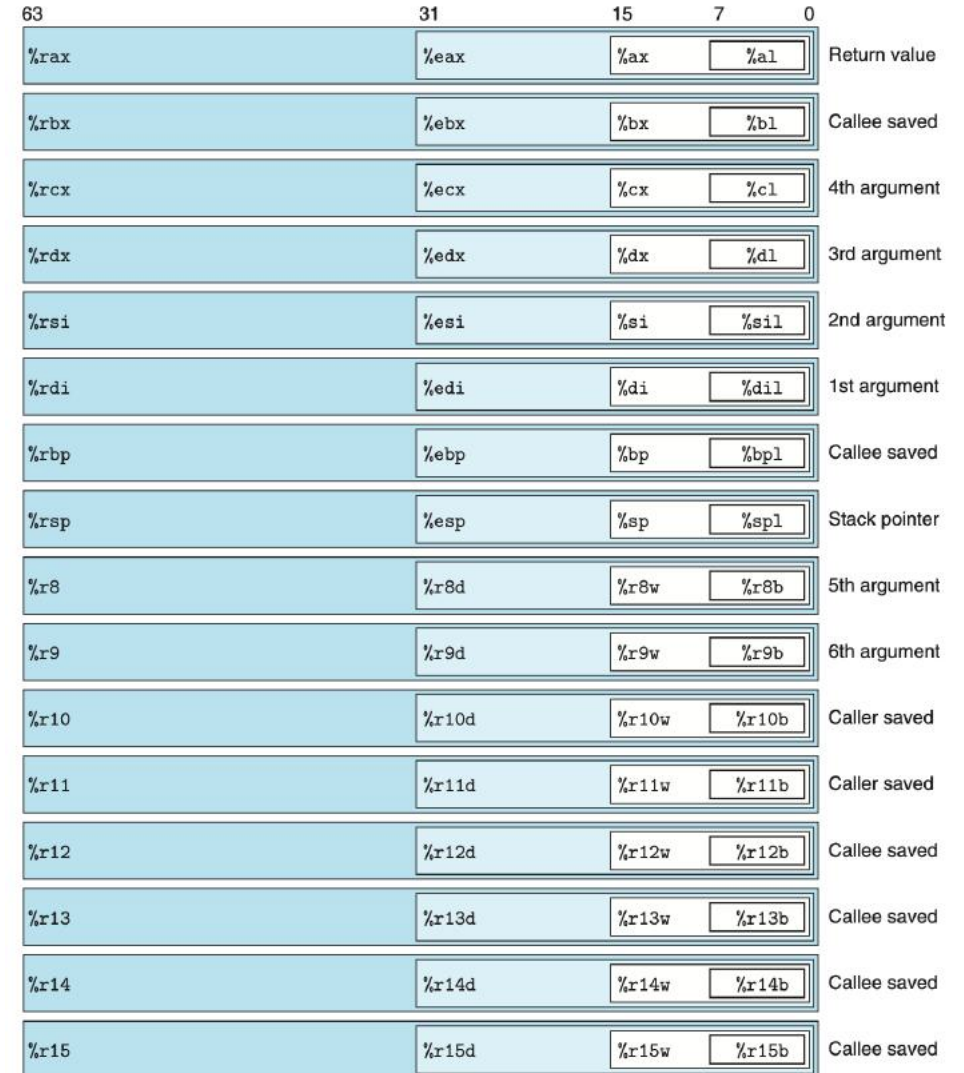 63 31 15 7 0
%rax %eax %ax %al Return value
%rbx %ebx %bx %bl Callee saved
%rcx %ecx %cx %cl 4th argument
%rdx %edx %dx %dl 3rd argument
%rsi %esi %si %sil 2nd argument
%rdi %edi %di %dil 1st argument
%rbp %ebp %bp %bpl Callee saved
%rsp %esp %sp %spl Stack pointer
%r8 %r8d %r8w %r8b 5th argument
%r9 %r9d %r9w %r9b 6th argument
%r10 %r10d %r10w %r10b Caller saved
%r11 %r11d %r11w %r11b Caller saved
%r12 %r12d %r12w %r12b Callee saved
%r13 %r13d %r13w %r13b Callee saved
%r14 %r14d %r14w %r14b Callee saved
%r15 %r15d %r15w %r15b Callee saved